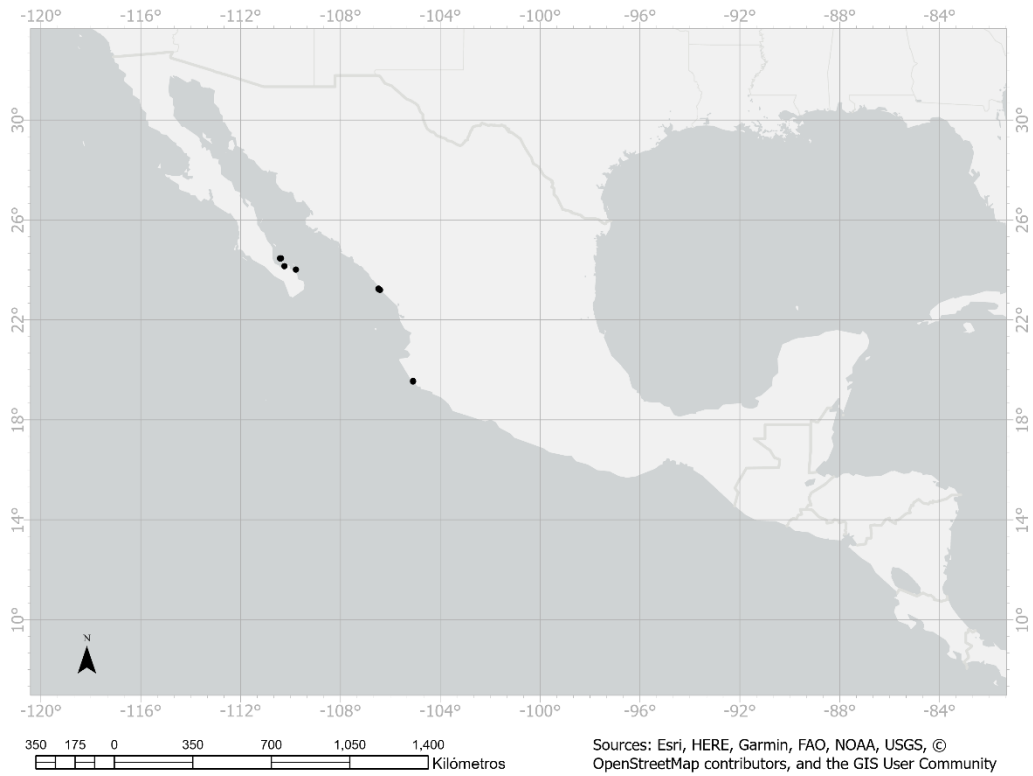 -120° -116° -112° -108° -104° -100° -96° -92° -88° -84°
30° 30°
26° 26°
22° 22°
18° 18°
14° 14°
10° 10°
N
-120° -116° -112° -108° -104° -100° -96° -92° -88° -84°
350 175 0 350 700 1,050 1,400
Kilómetros
Sources: Esri, HERE, Garmin, FAO, NOAA, USGS, ©
OpenStreetMap contributors, and the GIS User Community